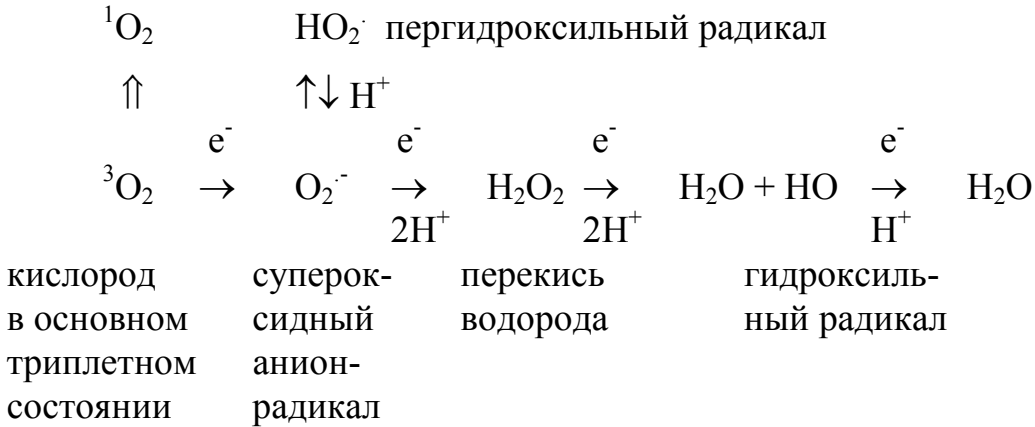 ¹O₂ HO₂˙ пергидроксильный радикал
⇑ ↑↓ H⁺
e⁻ e⁻ e⁻ e⁻
³O₂ → O₂˙⁻ → H₂O₂ → H₂O + HO → H₂O
2H⁺ 2H⁺ H⁺
кислород суперок- перекись гидроксиль-
в основном сидный водорода ный радикал
триплетном анион-
состоянии радикал